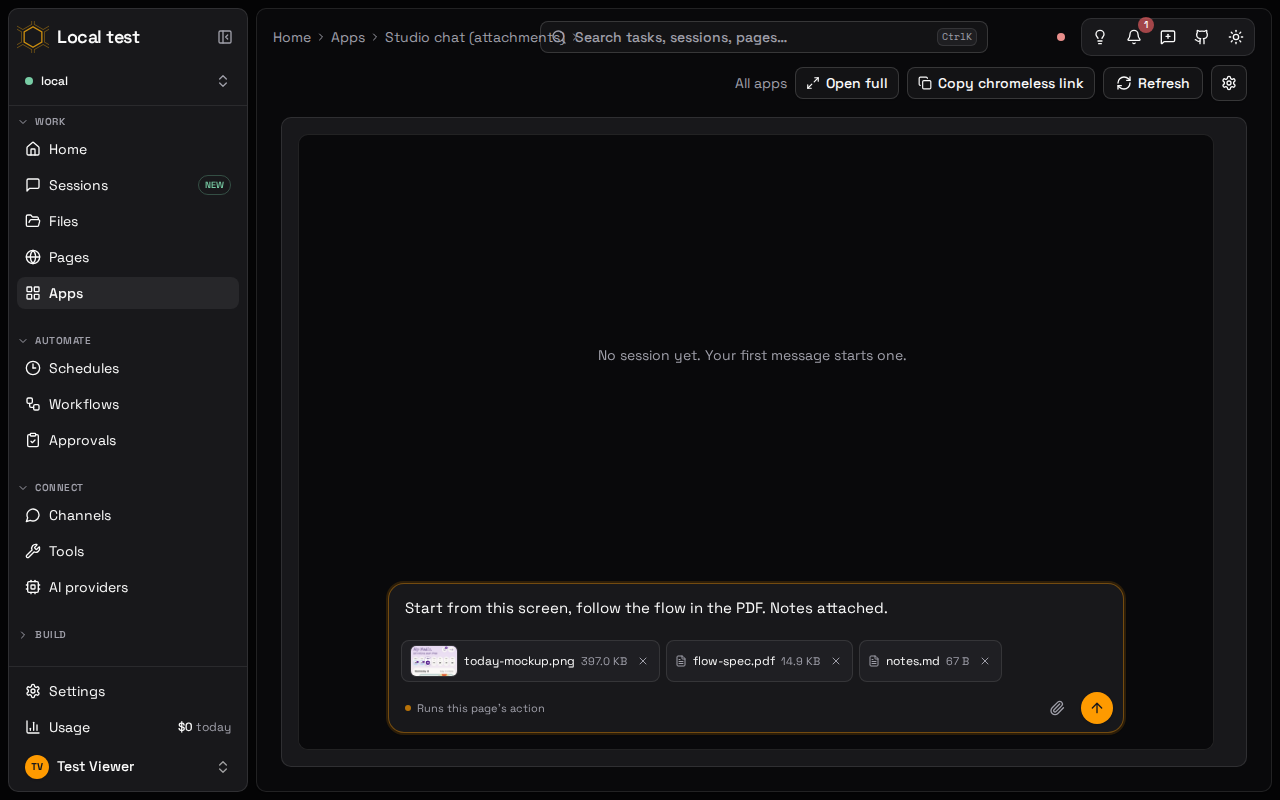 Local test
local
WORK
Home
Sessions NEW
Files
Pages
Apps
AUTOMATE
Schedules
Workflows
Approvals
CONNECT
Channels
Tools
AI providers
BUILD
Settings
Usage $0 today
TV Test Viewer
Home Apps Studio chat (attachments)
Search tasks, sessions, pages... CtrlK
1
All apps Open full Copy chromeless link Refresh
No session yet. Your first message starts one.
Start from this screen, follow the flow in the PDF. Notes attached.
today-mockup.png 397.0 KB flow-spec.pdf 14.9 KB notes.md 67 B
Runs this page's action